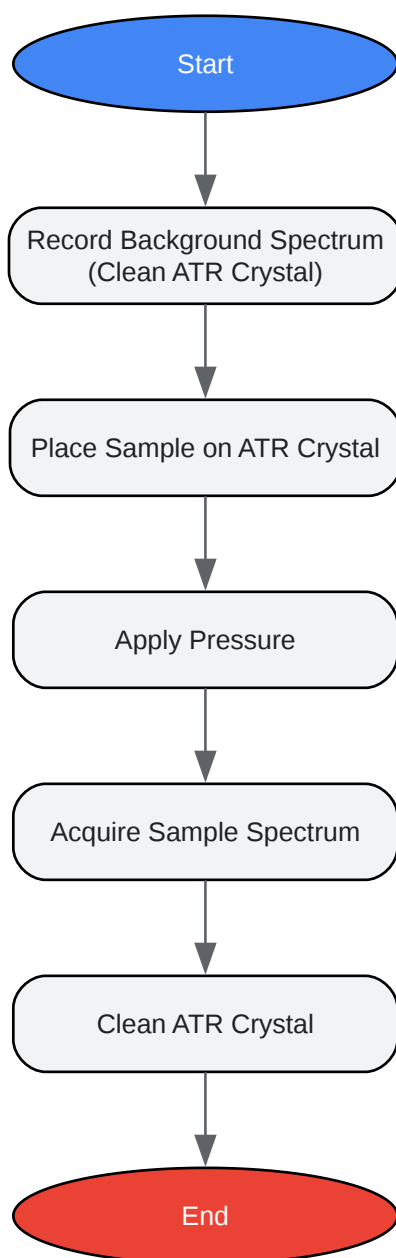 Start
Record Background Spectrum
(Clean ATR Crystal)
Place Sample on ATR Crystal
Apply Pressure
Acquire Sample Spectrum
Clean ATR Crystal
End